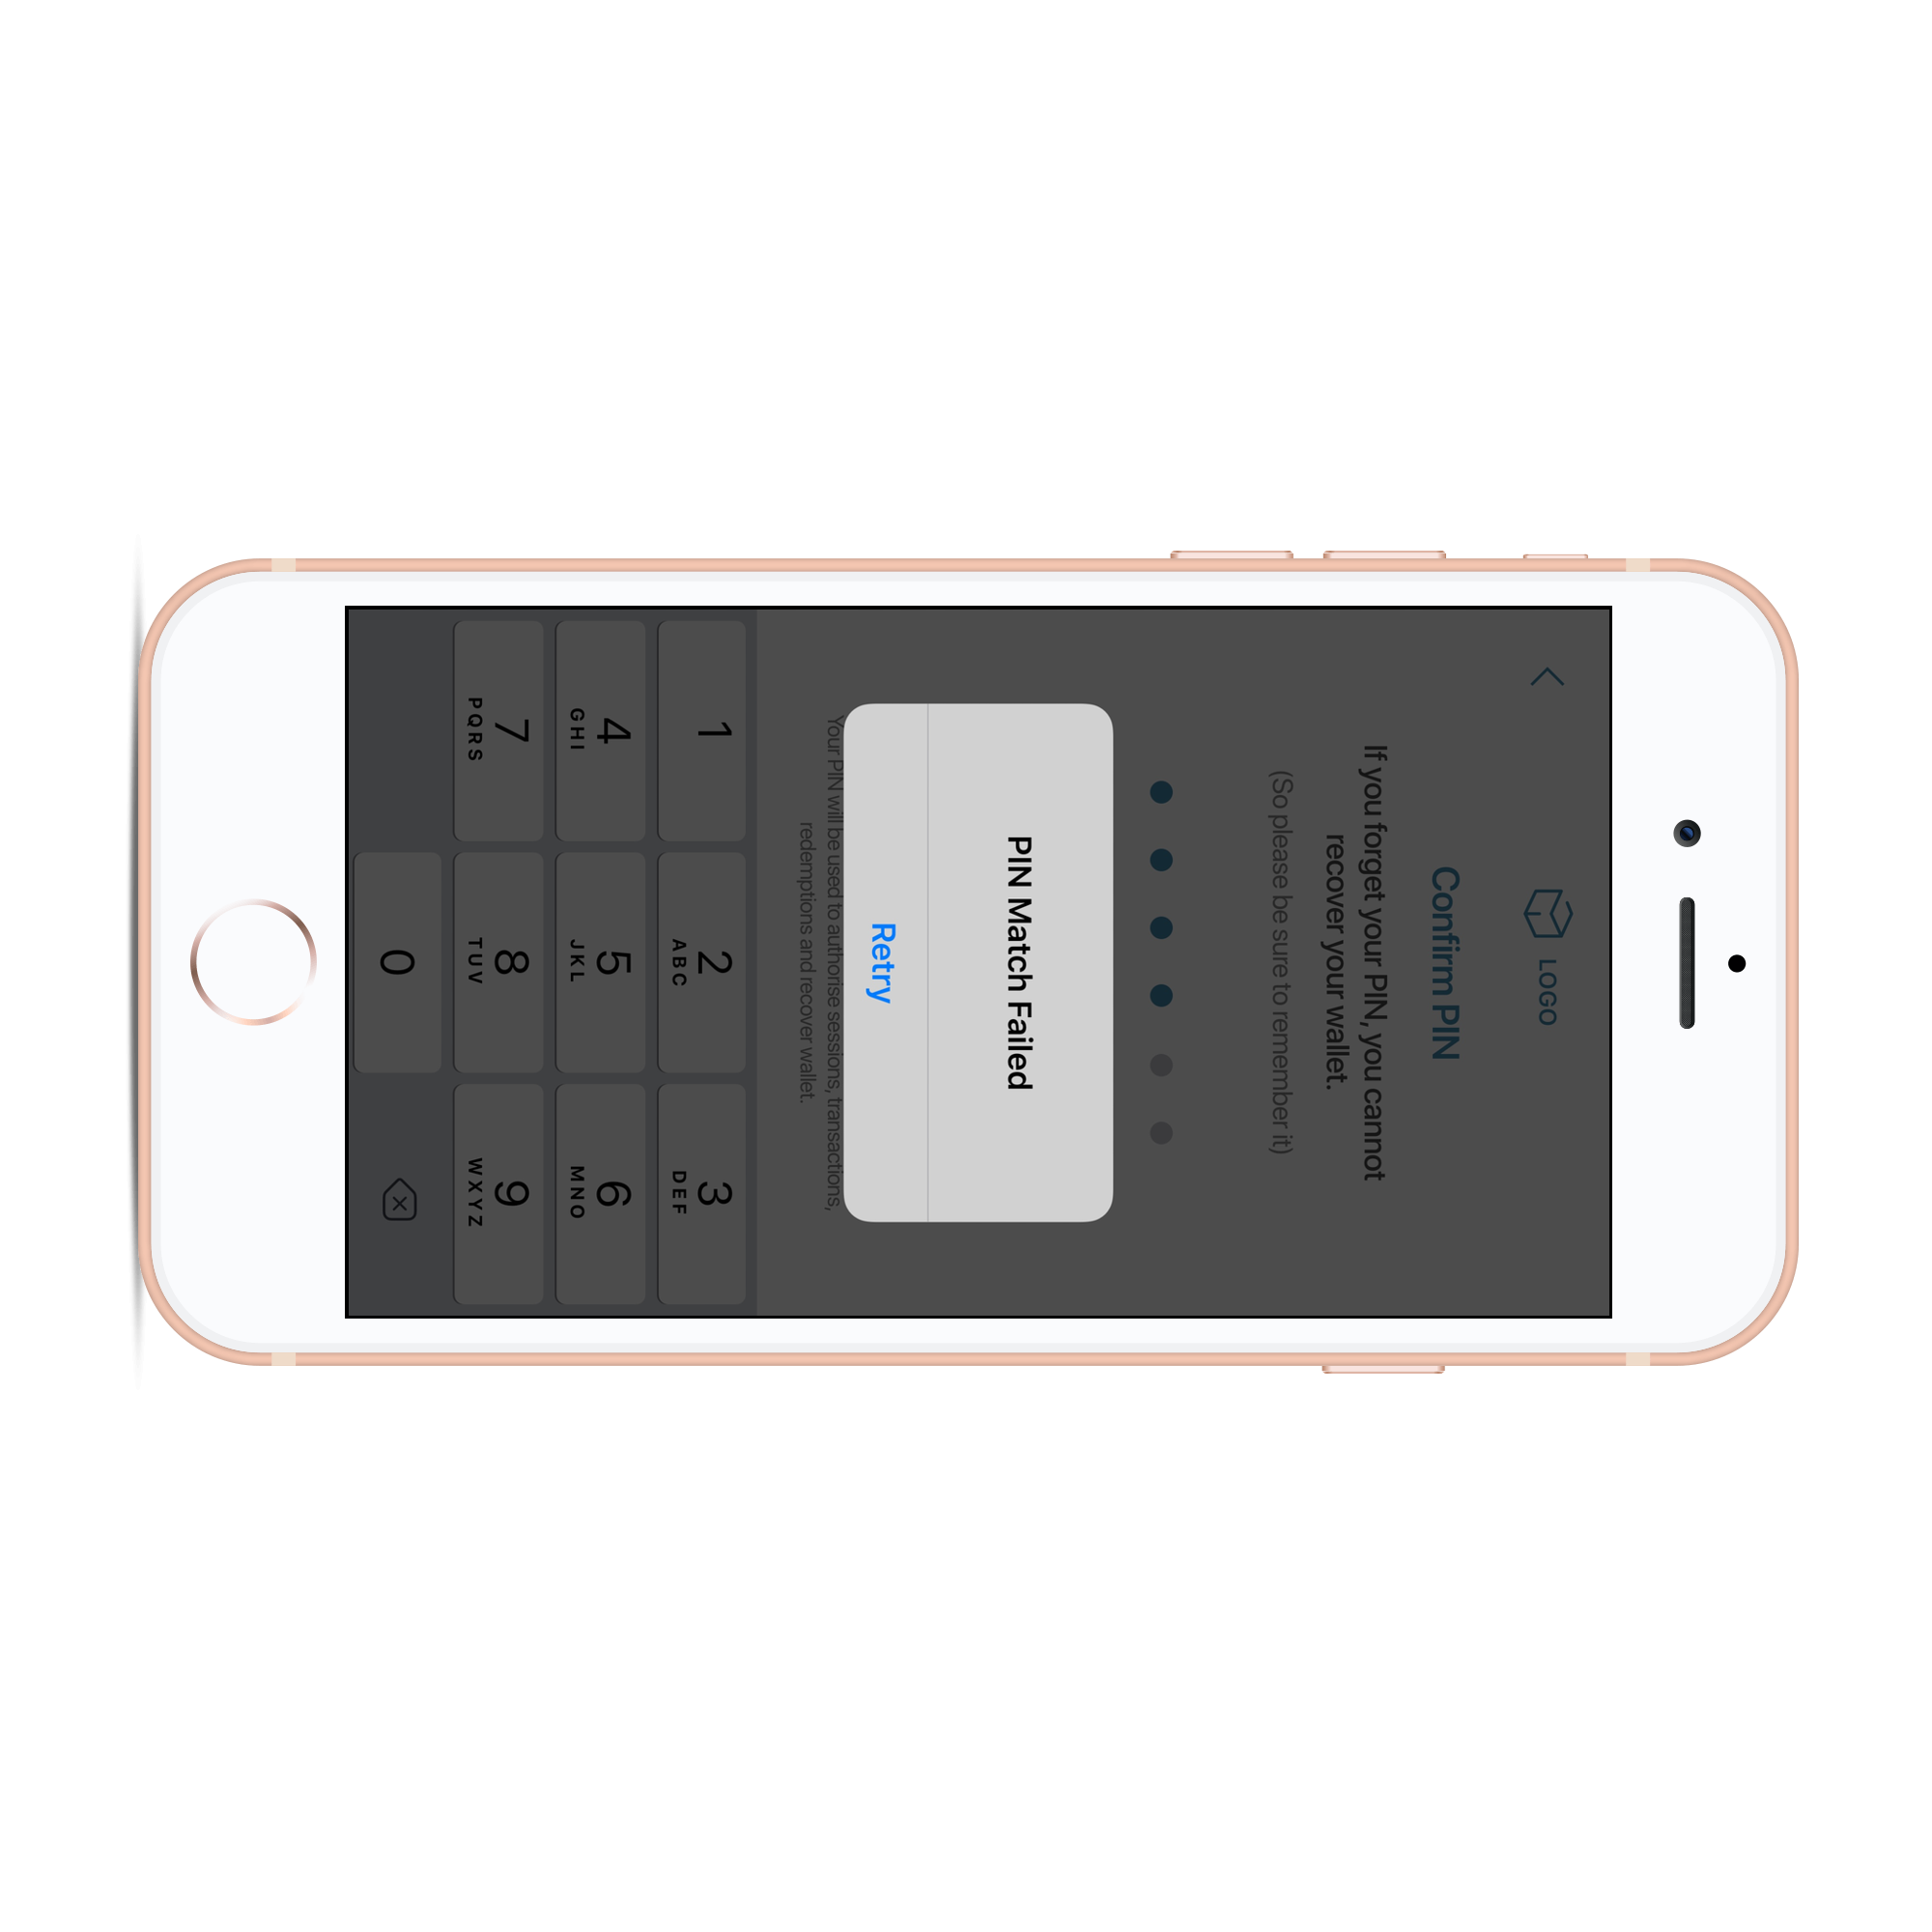 LOGO
Confirm PIN
If you forget your PIN, you cannot
recover your wallet.
(So please be sure to remember it)
PIN Match Failed
Retry
Your PIN will be used to authorise sessions, transactions,
redemptions and recover wallet.
1
2
ABC
3
DEF
4
GHI
5
JKL
6
MNO
7
PQRS
8
TUV
9
WXYZ
0